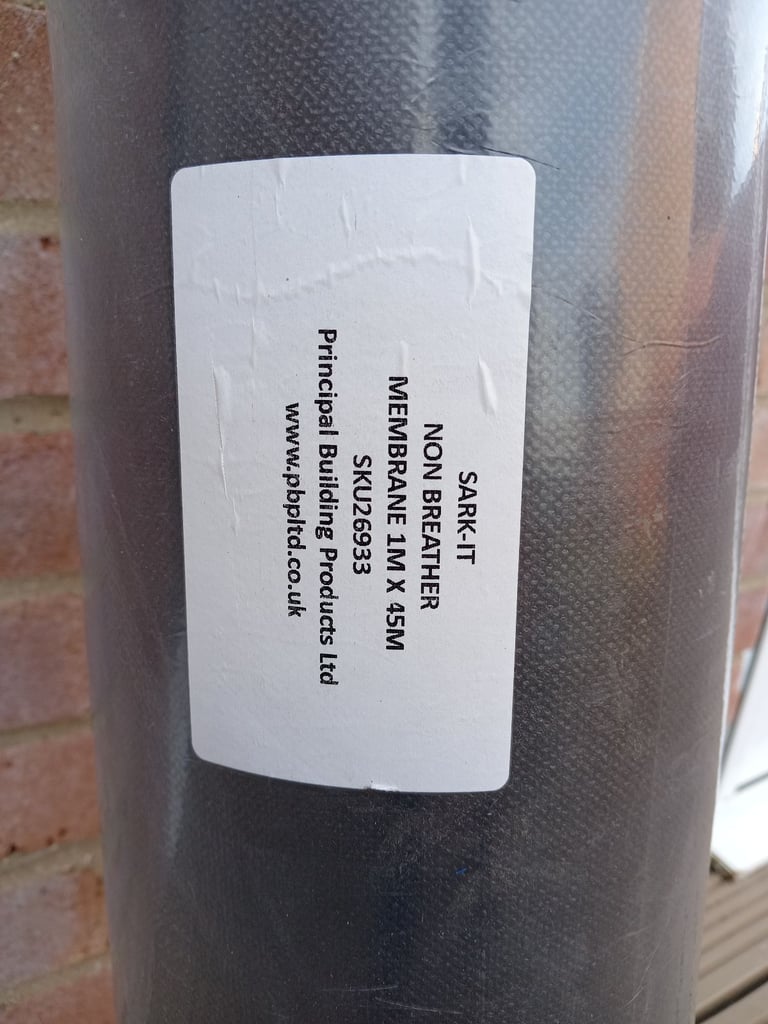 SARK-IT
NON BREATHER
MEMBRANE 1M X 45M
SKU26933
Principal Building Products Ltd
www.pbpltd.co.uk